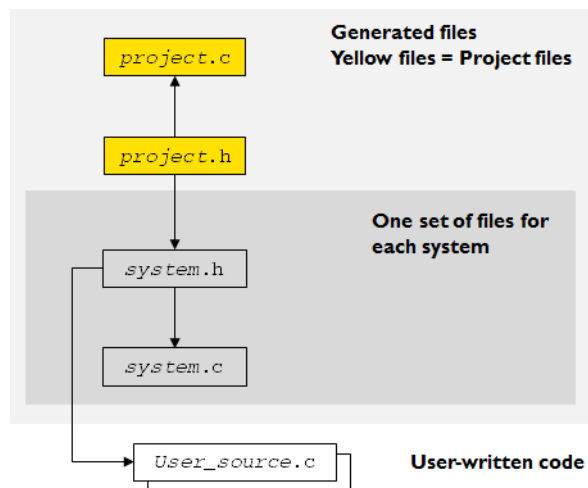 Generated files
Yellow files = Project files
project.c
project.h
One set of files for
each system
system.h
system.c
User_source.c
User-written code